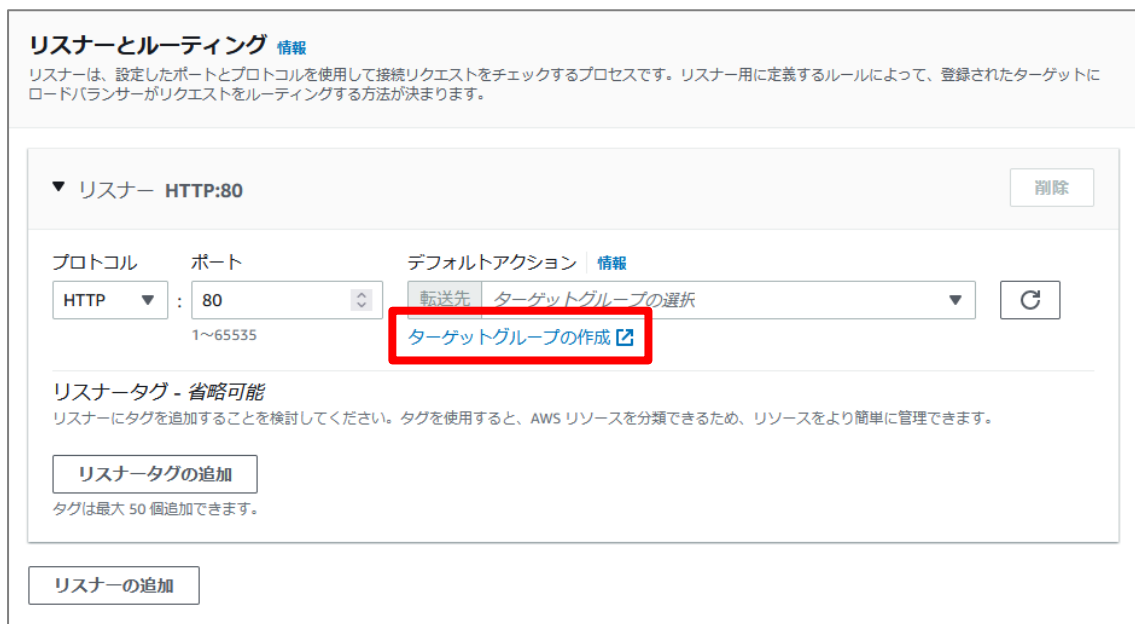 リスナーとルーティング 情報
リスナーは、設定したポートとプロトコルを使用して接続リクエストをチェックするプロセスです。リスナー用に定義するルールによって、登録されたターゲットに
ロードバランサーがリクエストをルーティングする方法が決まります。
リスナー HTTP:80
削除
プロトコル ポート デフォルトアクション 情報
HTTP : 80 転送先 ターゲットグループの選択
1~65535 ターゲットグループの作成
リスナータグ - 省略可能
リスナーにタグを追加することを検討してください。タグを使用すると、AWS リソースを分類できるため、リソースをより簡単に管理できます。
リスナータグの追加
タグは最大 50 個追加できます。
リスナーの追加